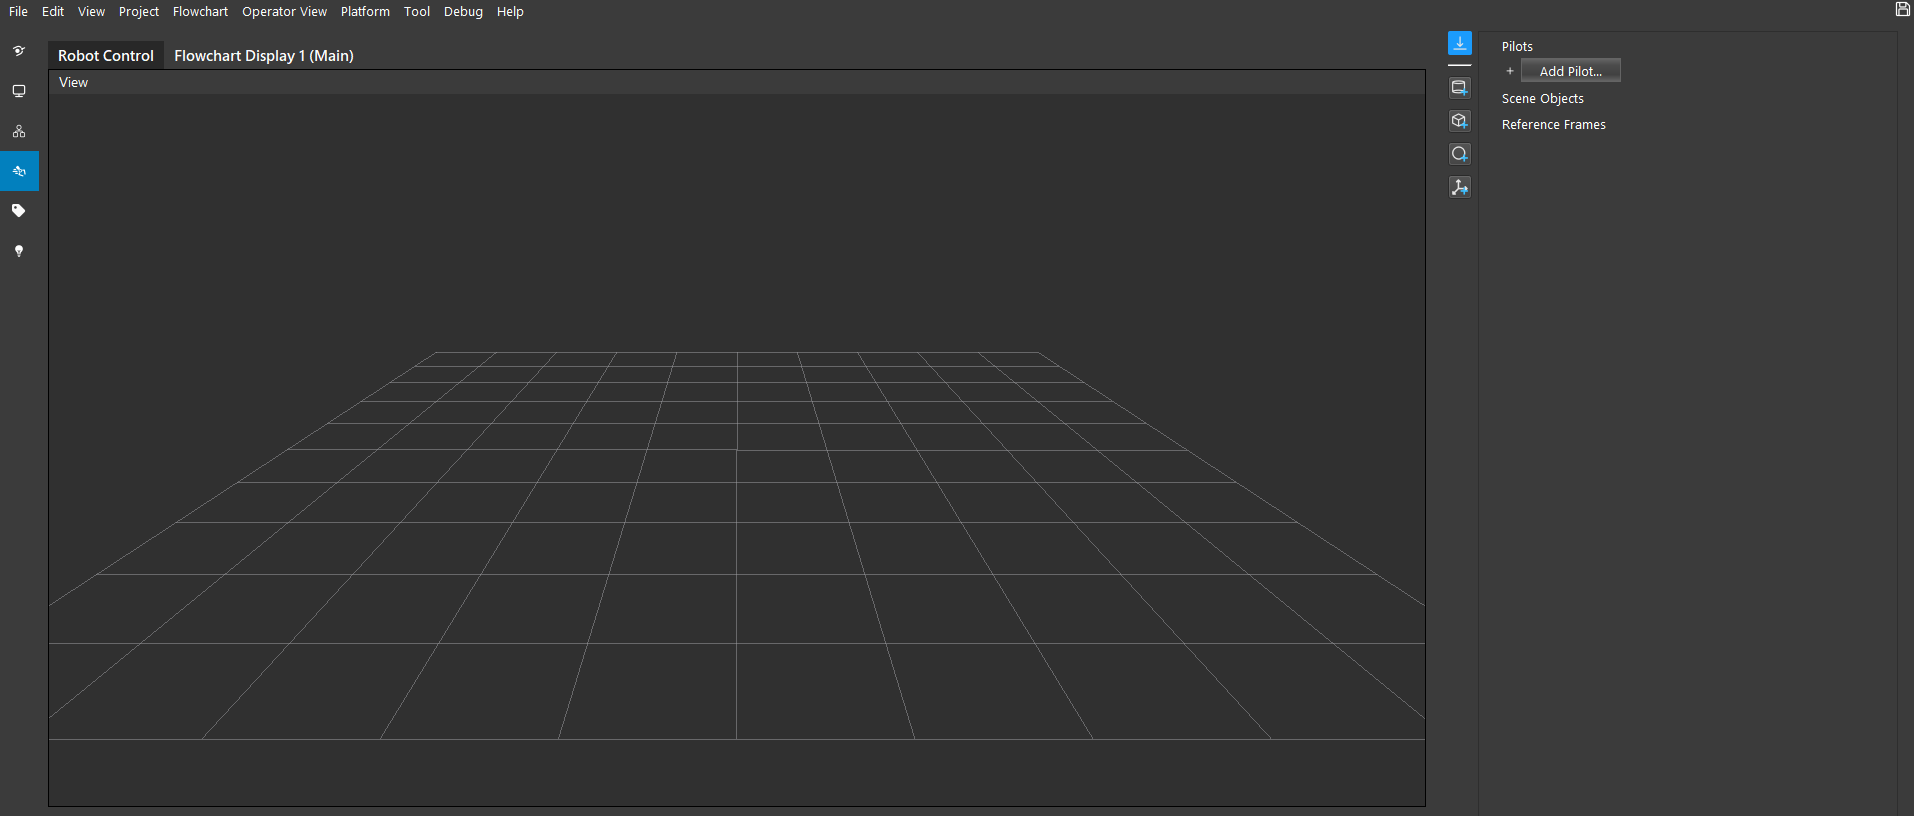 File Edit View Project Flowchart Operator View Platform Tool Debug Help
Robot Control Flowchart Display 1 (Main)
View
Pilots
+ Add Pilot...
Scene Objects
Reference Frames